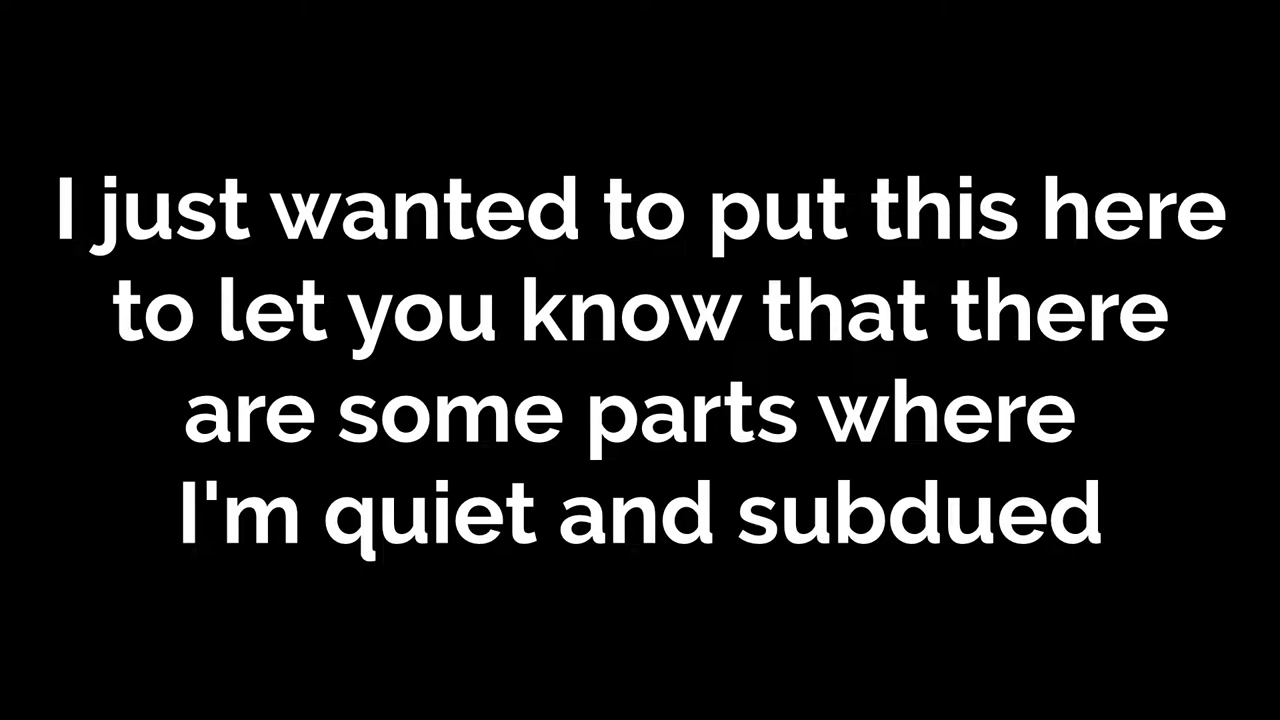 I just wanted to put this here
to let you know that there
are some parts where
I'm quiet and subdued